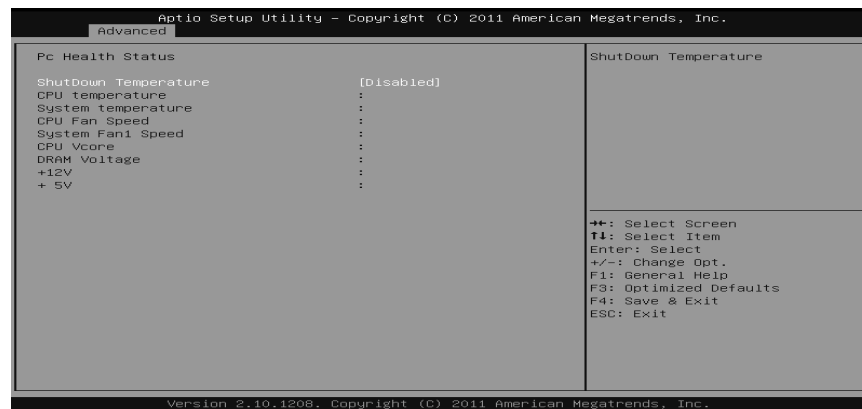 Aptio Setup Utility – Copyright (C) 2011 American Megatrends, Inc.
Advanced
Pc Health Status
ShutDown Temperature [Disabled]
CPU temperature :
System temperature :
CPU Fan Speed :
System Fan1 Speed :
CPU Vcore :
DRAM Voltage :
+12V :
+ 5V :
ShutDown Temperature
→←: Select Screen
↑↓: Select Item
Enter: Select
+/-: Change Opt.
F1: General Help
F3: Optimized Defaults
F4: Save & Exit
ESC: Exit
Version 2.10.1208. Copyright (C) 2011 American Megatrends, Inc.